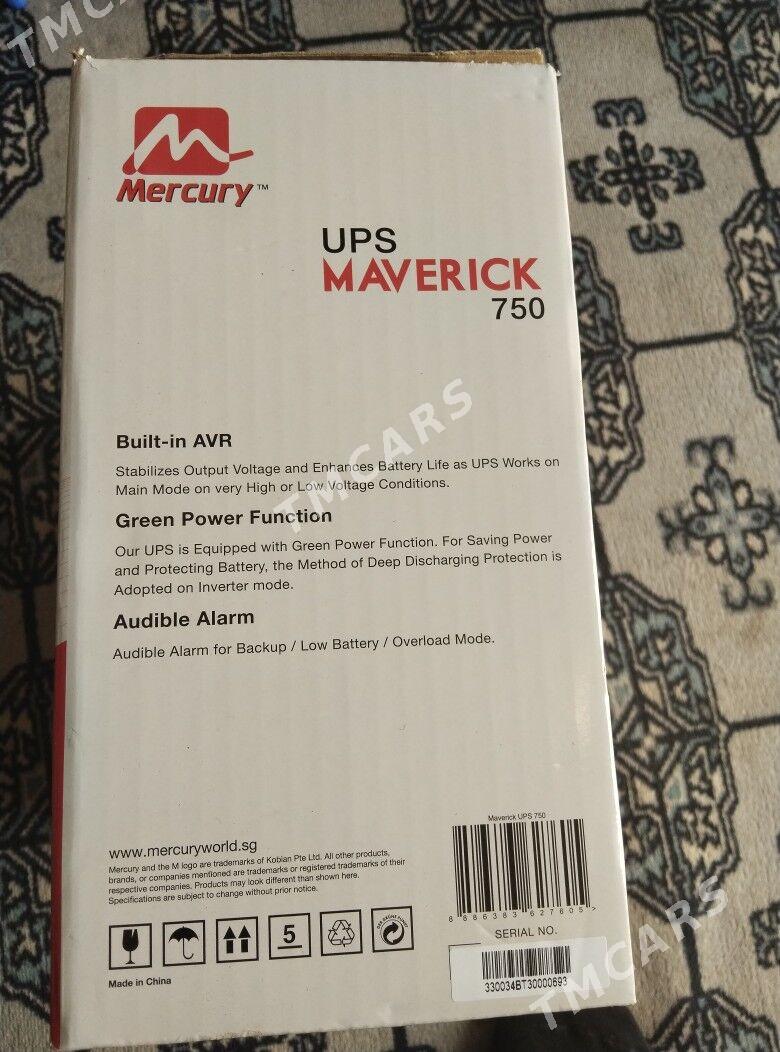 TMCARS
Mercury™
UPS
MAVERICK
750
Built-in AVR
Stabilizes Output Voltage and Enhances Battery Life as UPS Works on
Main Mode on very High or Low Voltage Conditions.
TMCARS
Green Power Function
Our UPS is Equipped with Green Power Function. For Saving Power
and Protecting Battery, the Method of Deep Discharging Protection is
Adopted on Inverter mode.
Audible Alarm
Audible Alarm for Backup / Low Battery / Overload Mode.
www.mercuryworld.sg
Mercury and the M logo are trademarks of Kobian Pte Ltd. All other products,
brands, or companies mentioned are trademarks or registered trademarks of their
respective companies. Products may look different than shown here.
Specifications are subject to change without prior notice.
5
DER GRÜNE PUNKT
Made in China
Maverick UPS 750
8 886383 627605 >
SERIAL NO.
330034BT30000693
TMCARS